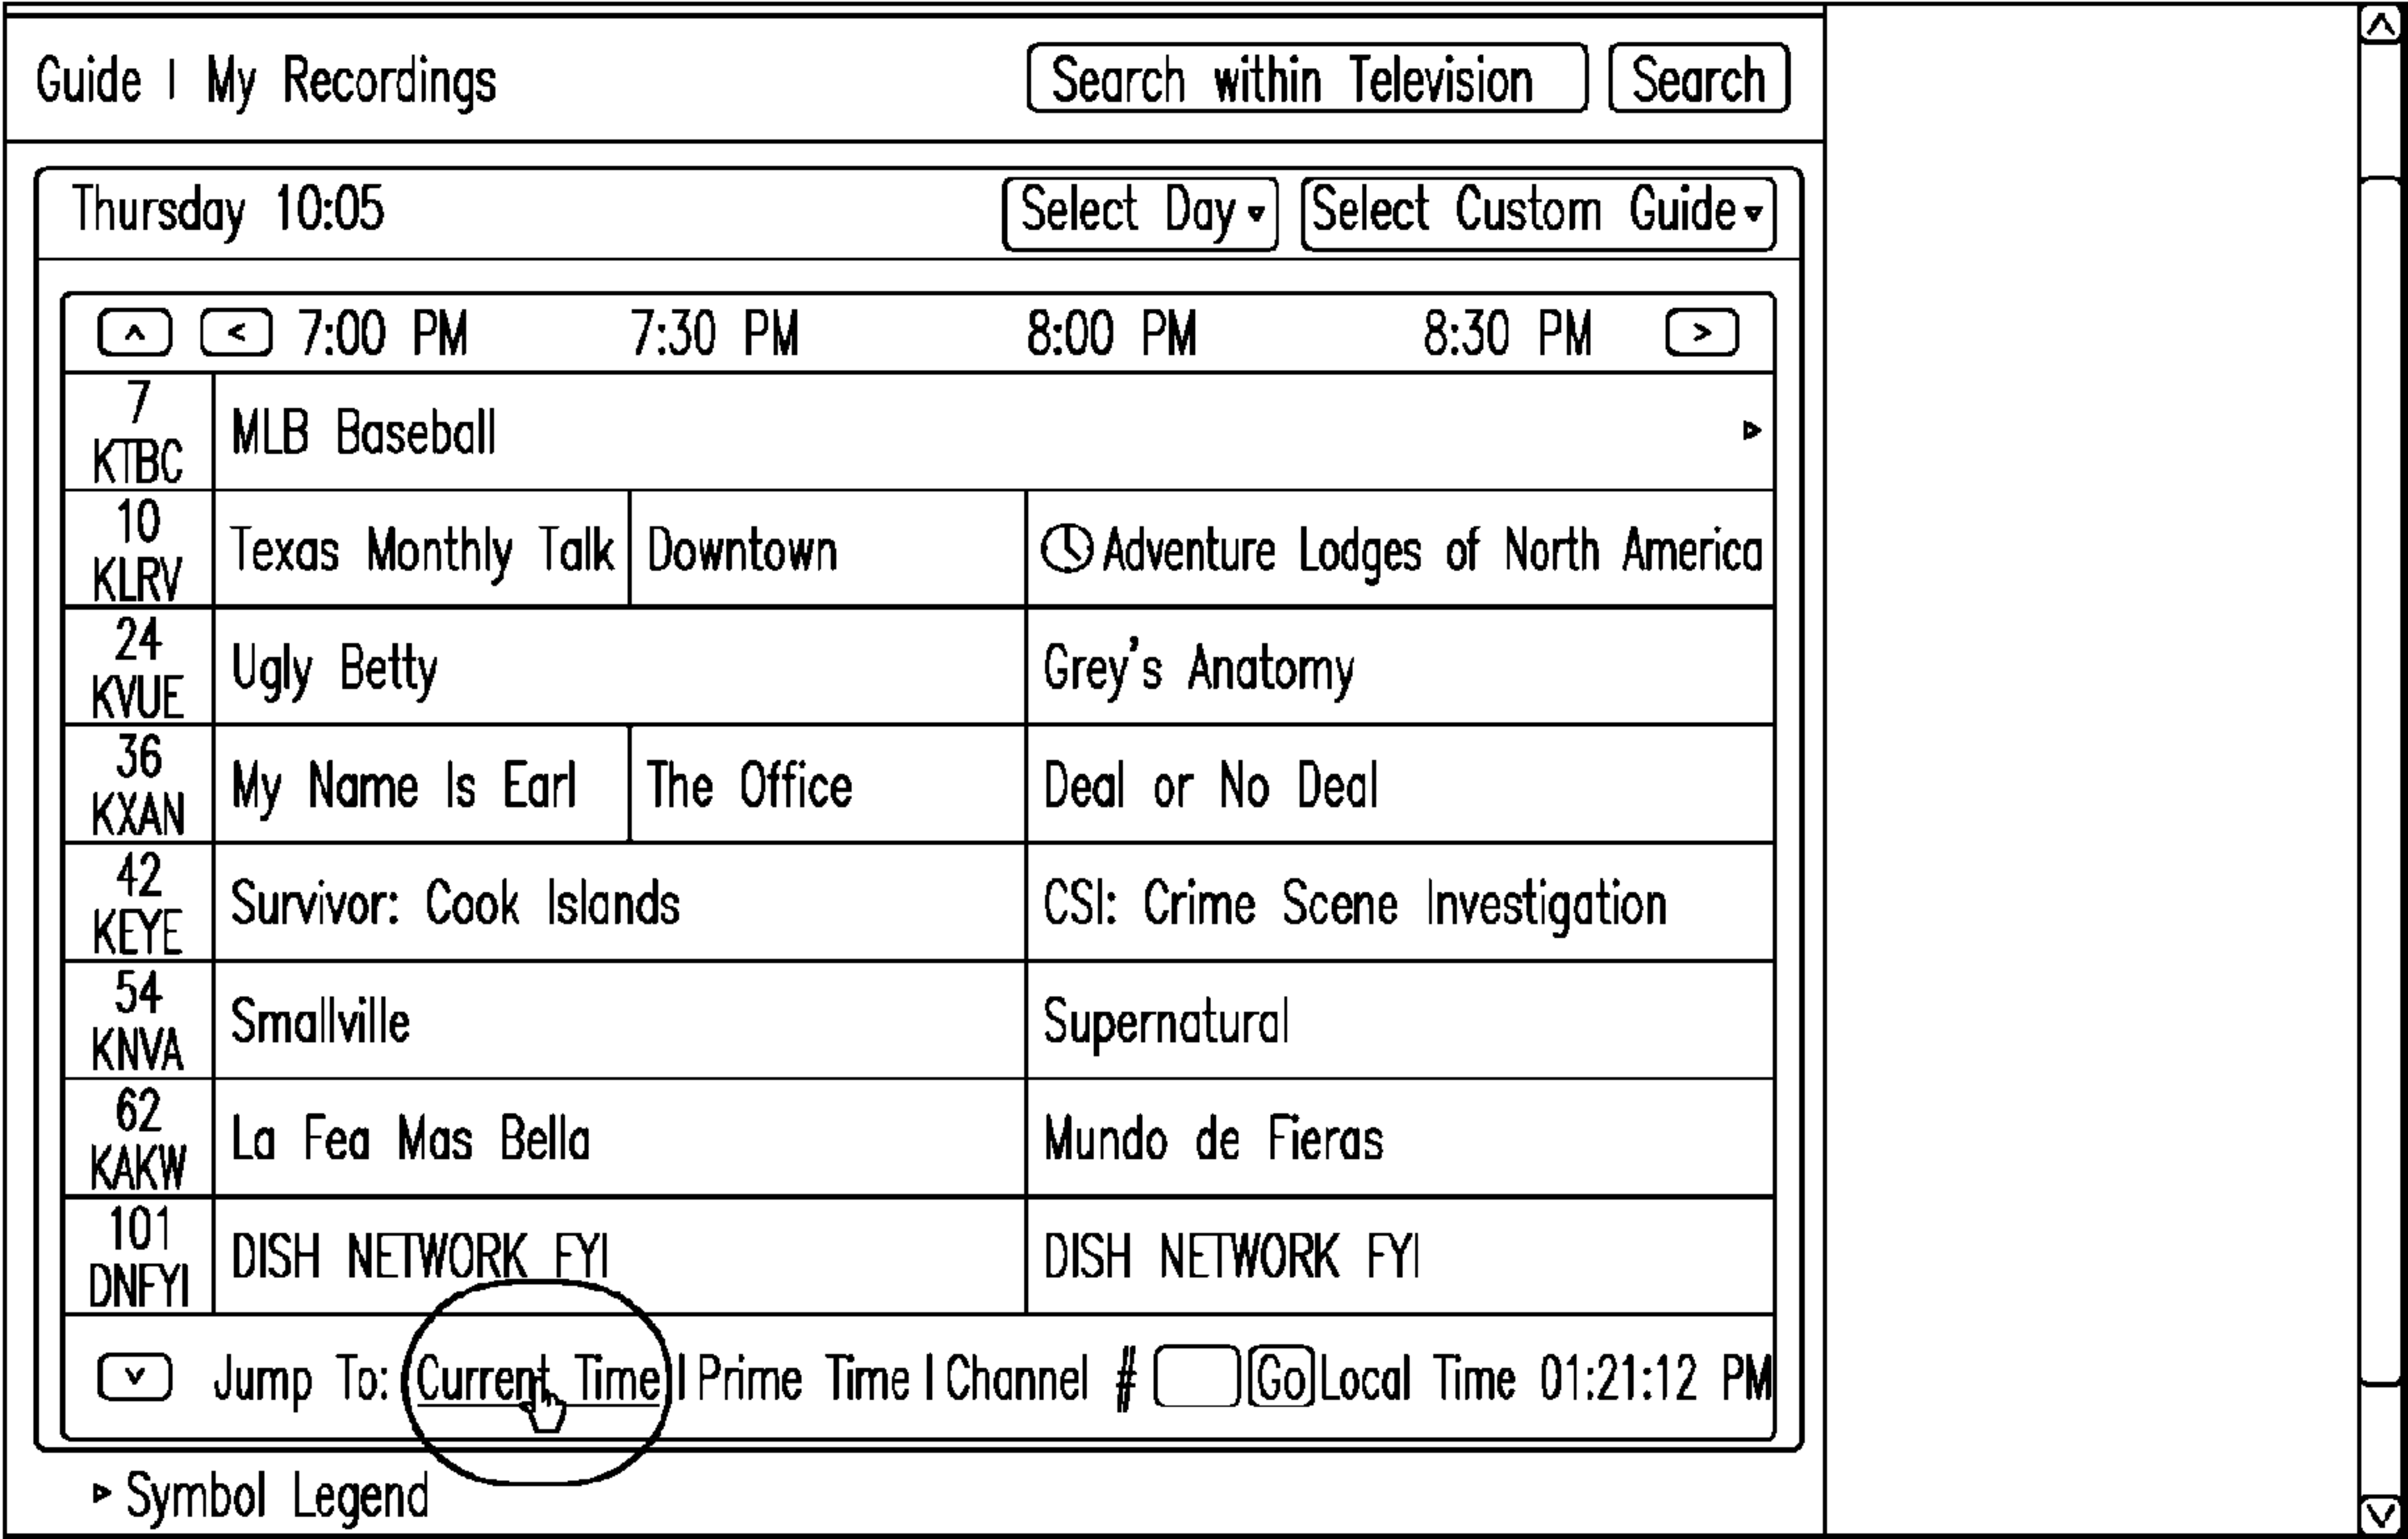 Guide | My Recordings Search within Television Search
Thursday 10:05 Select Day Select Custom Guide
7:00 PM 7:30 PM 8:00 PM 8:30 PM
7 KTBC MLB Baseball
10 KLRV Texas Monthly Talk Downtown Adventure Lodges of North America
24 KVUE Ugly Betty Grey's Anatomy
36 KXAN My Name Is Earl The Office Deal or No Deal
42 KEYE Survivor: Cook Islands CSI: Crime Scene Investigation
54 KNVA Smallville Supernatural
62 KAKW La Fea Mas Bella Mundo de Fieras
101 DNFYI DISH NETWORK FYI DISH NETWORK FYI
Jump To: Current Time | Prime Time | Channel # Go Local Time 01:21:12 PM
Symbol Legend